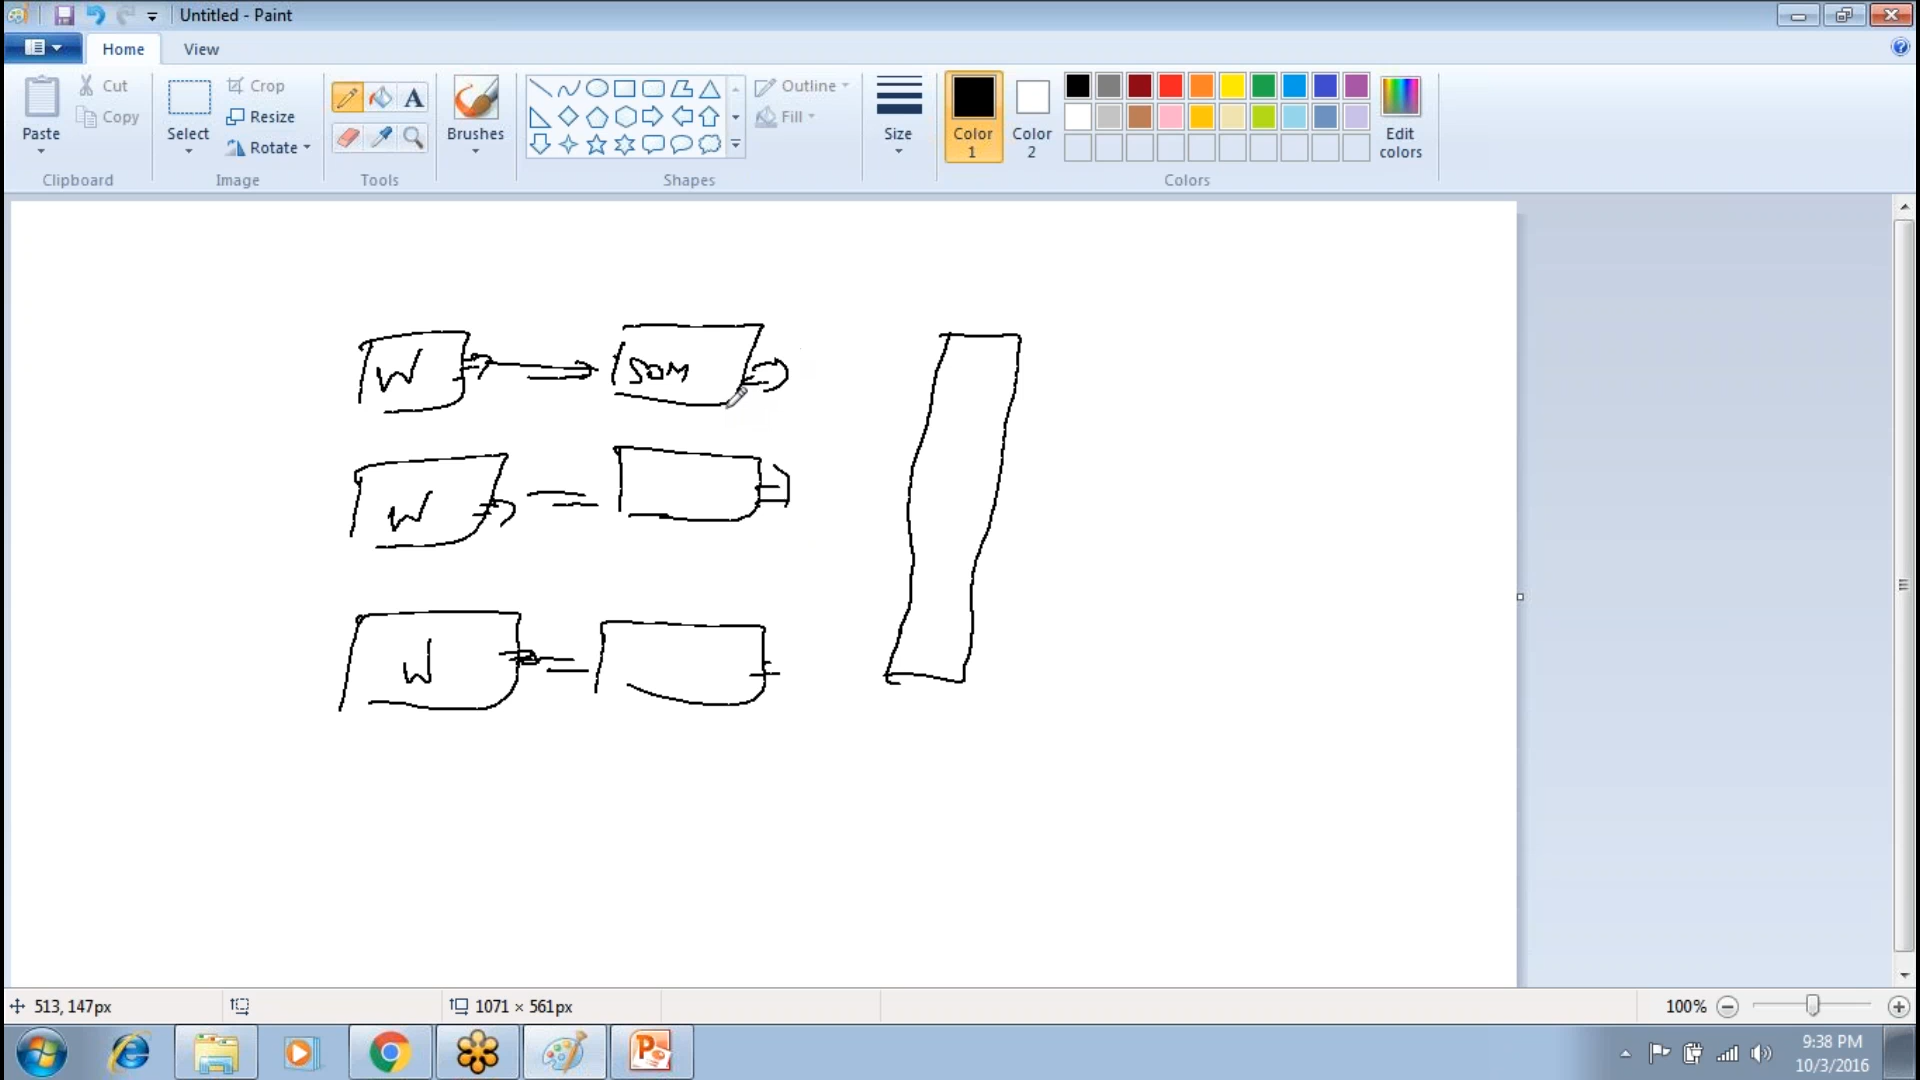 Untitled - Paint
Home View
Paste
Cut
Copy
Clipboard
Select
Crop
Resize
Rotate
Image
A
Tools
Brushes
Shapes
Outline
Fill
Size
Color 1
Color 2
Colors
Edit colors
W SOM
W
W
513, 147px
1071 × 561px
100%
9:38 PM
10/3/2016